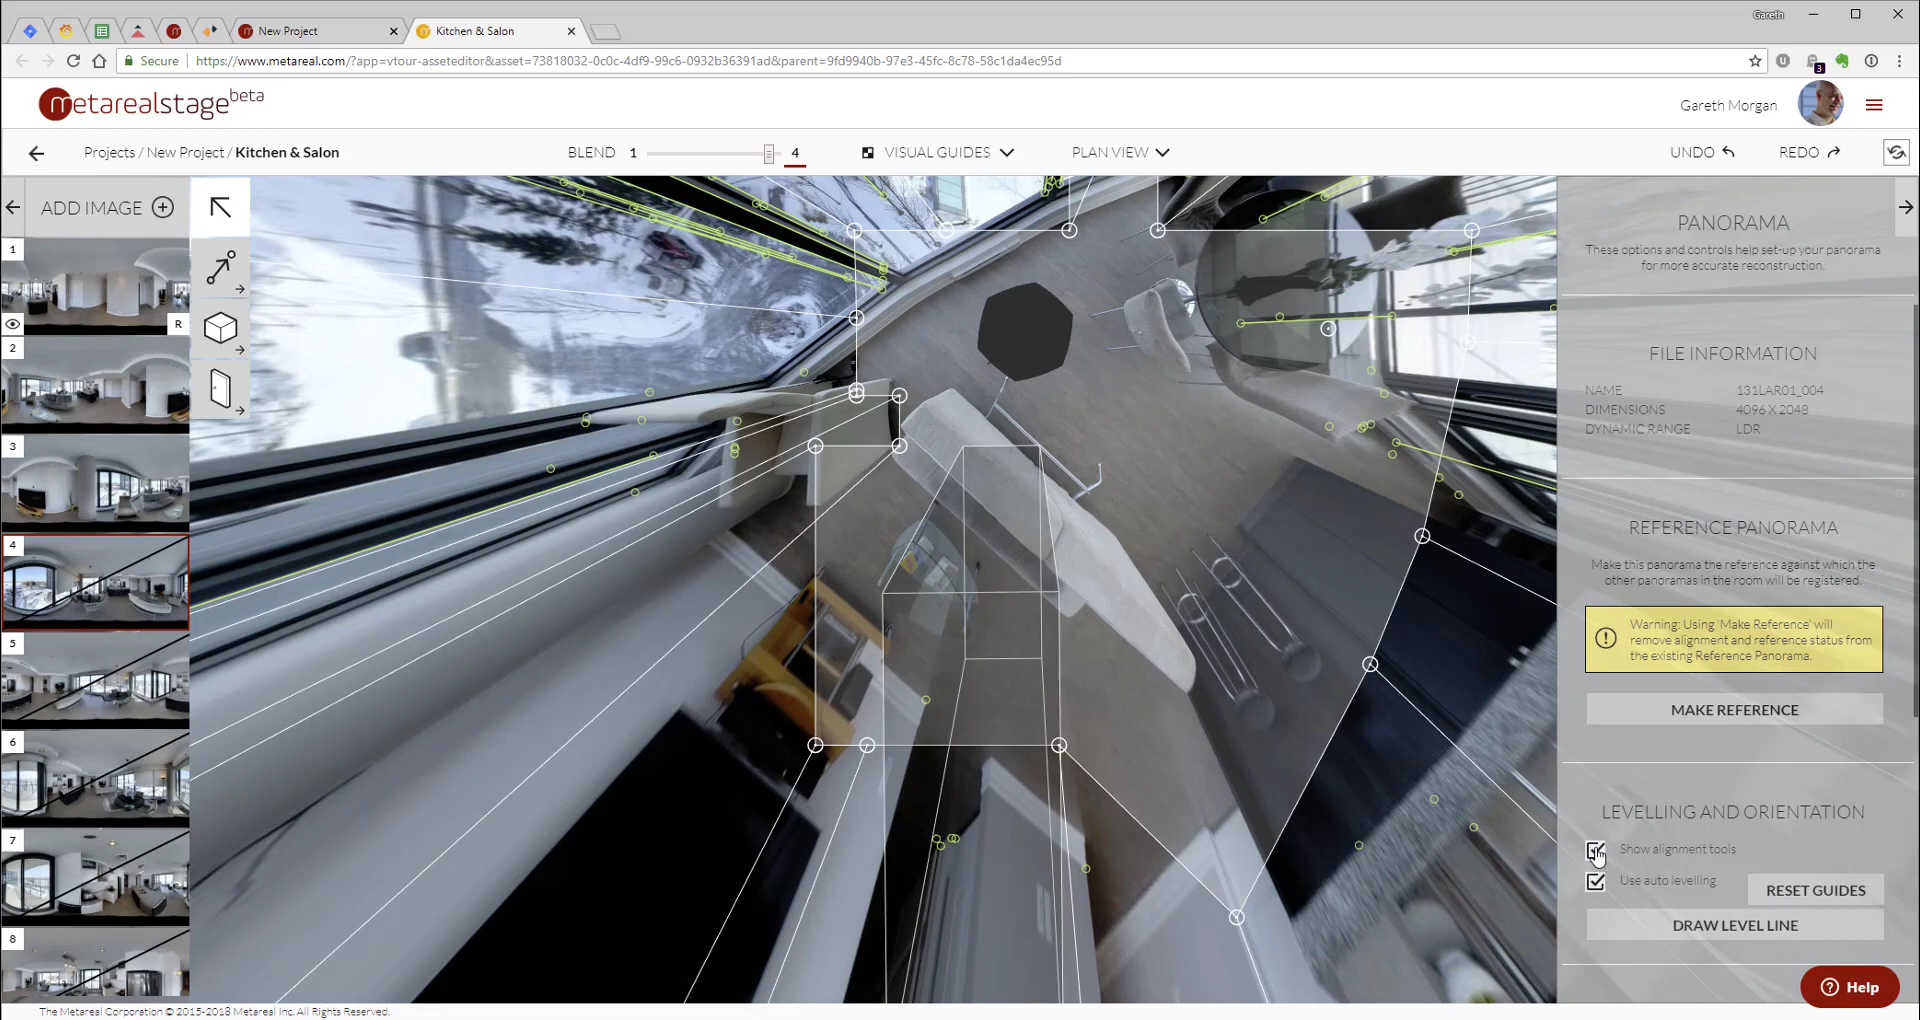 Gareth
New Project
Kitchen & Salon
Secure
https://www.metareal.com/?app=vtour-asseteditor&asset=73818032-0c0c-4df9-99c6-0932b36391ad&parent=9fd9940b-97e3-45fc-8c78-58c1da4ec95d
3
metarealstage beta
Gareth Morgan
Projects / New Project / Kitchen & Salon
BLEND 1 4
VISUAL GUIDES
PLAN VIEW
UNDO
REDO
ADD IMAGE
1
R
2
3
4
5
6
7
8
PANORAMA
These options and controls help set-up your panorama
for more accurate reconstruction.
FILE INFORMATION
NAME 131LAR01_004
DIMENSIONS 4096 X 2048
DYNAMIC RANGE LDR
REFERENCE PANORAMA
Make this panorama the reference against which the
other panoramas in the room will be registered.
Warning: Using 'Make Reference' will
remove alignment and reference status from
the existing Reference Panorama.
MAKE REFERENCE
LEVELLING AND ORIENTATION
Show alignment tools
Use auto levelling
RESET GUIDES
DRAW LEVEL LINE
Help
The Metareal Corporation © 2015-2018 Metareal Inc. All Rights Reserved.